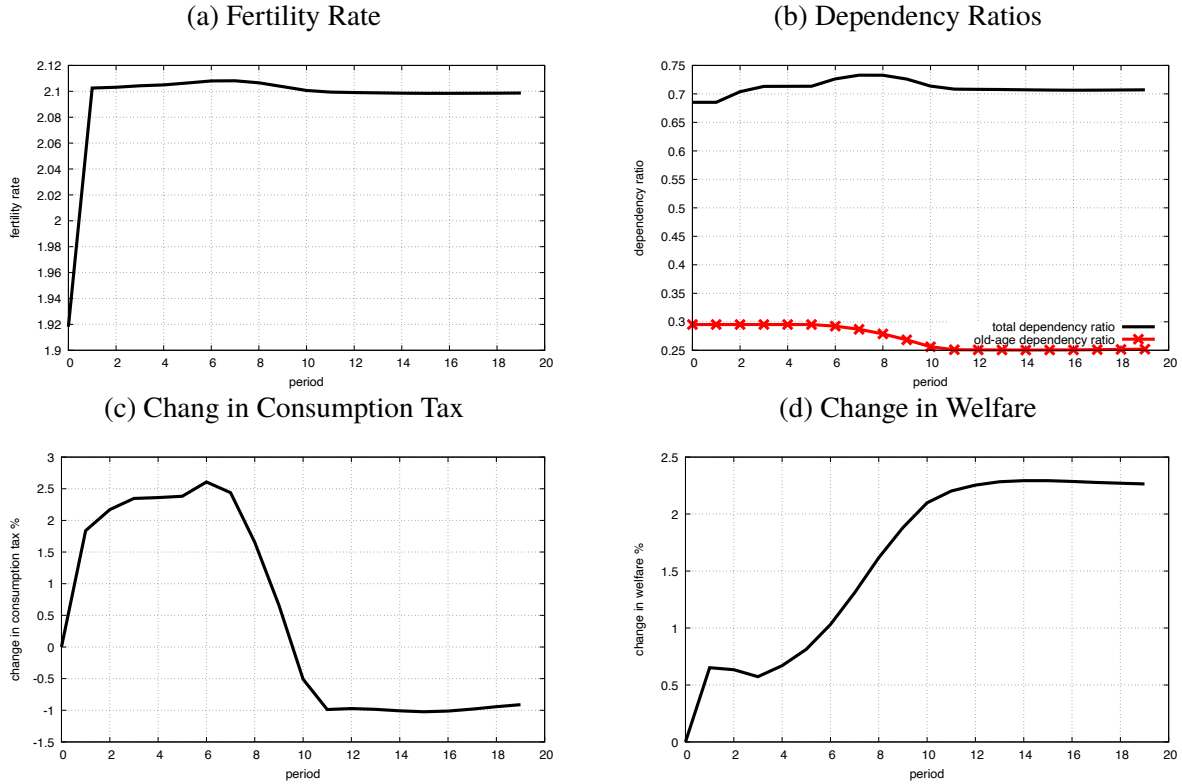 (a) Fertility Rate
2.12
2.1
2.08
2.06
2.04
2.02
2
1.98
1.96
1.94
1.92
1.9
fertility rate
0 2 4 6 8 10 12 14 16 18 20
period
(b) Dependency Ratios
0.75
0.7
0.65
0.6
0.55
0.5
0.45
0.4
0.35
0.3
0.25
dependency ratio
total dependency ratio
old-age dependency ratio
0 2 4 6 8 10 12 14 16 18 20
period
(c) Chang in Consumption Tax
3
2.5
2
1.5
1
0.5
0
-0.5
-1
-1.5
change in consumption tax %
0 2 4 6 8 10 12 14 16 18 20
period
(d) Change in Welfare
2.5
2
1.5
1
0.5
0
change in welfare %
0 2 4 6 8 10 12 14 16 18 20
period